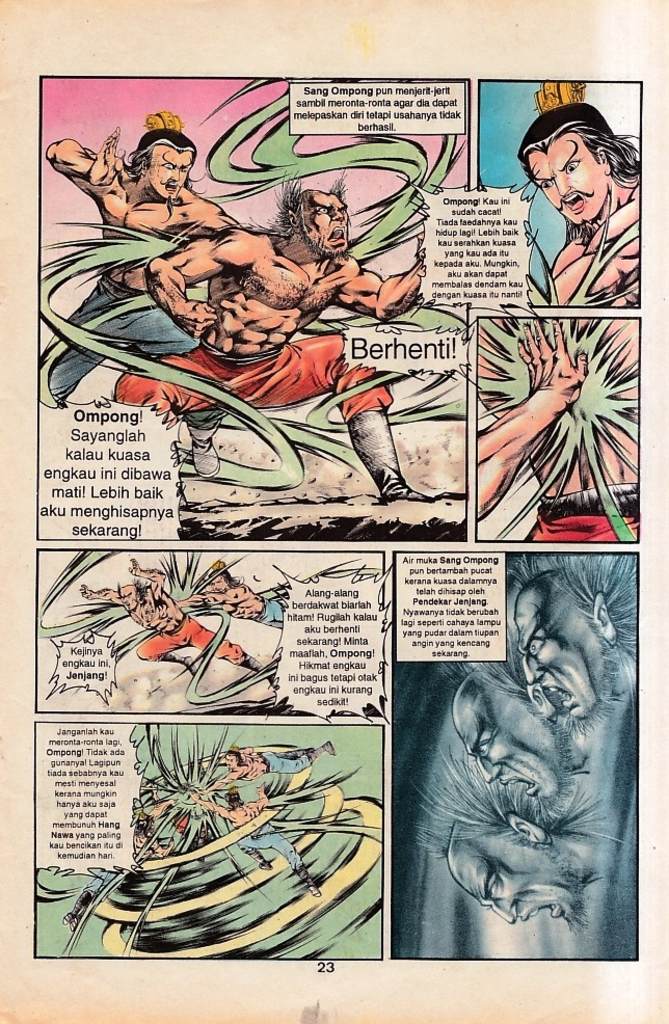 Sang Ompong pun menjerit-jerit
sambil meronta-ronta agar dia dapat
melepaskan diri tetapi usahanya tidak
berhasil.
Ompong! Kau ini
sudah cacat!
Tiada faedahnya kau
hidup lagi! Lebih baik
kau serahkan kuasa
yang kau ada itu
kepada aku. Mungkin,
aku akan dapat
membalas dendam kau
dengan kuasa itu nanti!
Berhenti!
Ompong!
Sayanglah
kalau kuasa
engkau ini dibawa
mati! Lebih baik
aku menghisapnya
sekarang!
Kejinya
engkau ini,
Jenjang!
Alang-alang
berdakwat biarlah
hitam! Rugilah kalau
aku berhenti
sekarang! Minta
maaflah, Ompong!
Hikmat engkau
ini bagus tetapi otak
engkau ini kurang
sedikit!
Air muka Sang Ompong
pun bertambah pucat
kerana kuasa dalamnya
telah dihisap oleh
Pendekar Jenjang.
Nyawanya tidak berubah
lagi seperti cahaya lampu
yang pudar dalam tiupan
angin yang kencang
sekarang.
Janganlah kau
meronta-ronta lagi,
Ompong! Tidak ada
gunanya! Lagipun
tiada sebabnya kau
mesti menyesal
kerana mungkin
hanya aku saja
yang dapat
membunuh Hang
Nawa yang paling
kau bencikan itu di
kemudian hari.
23